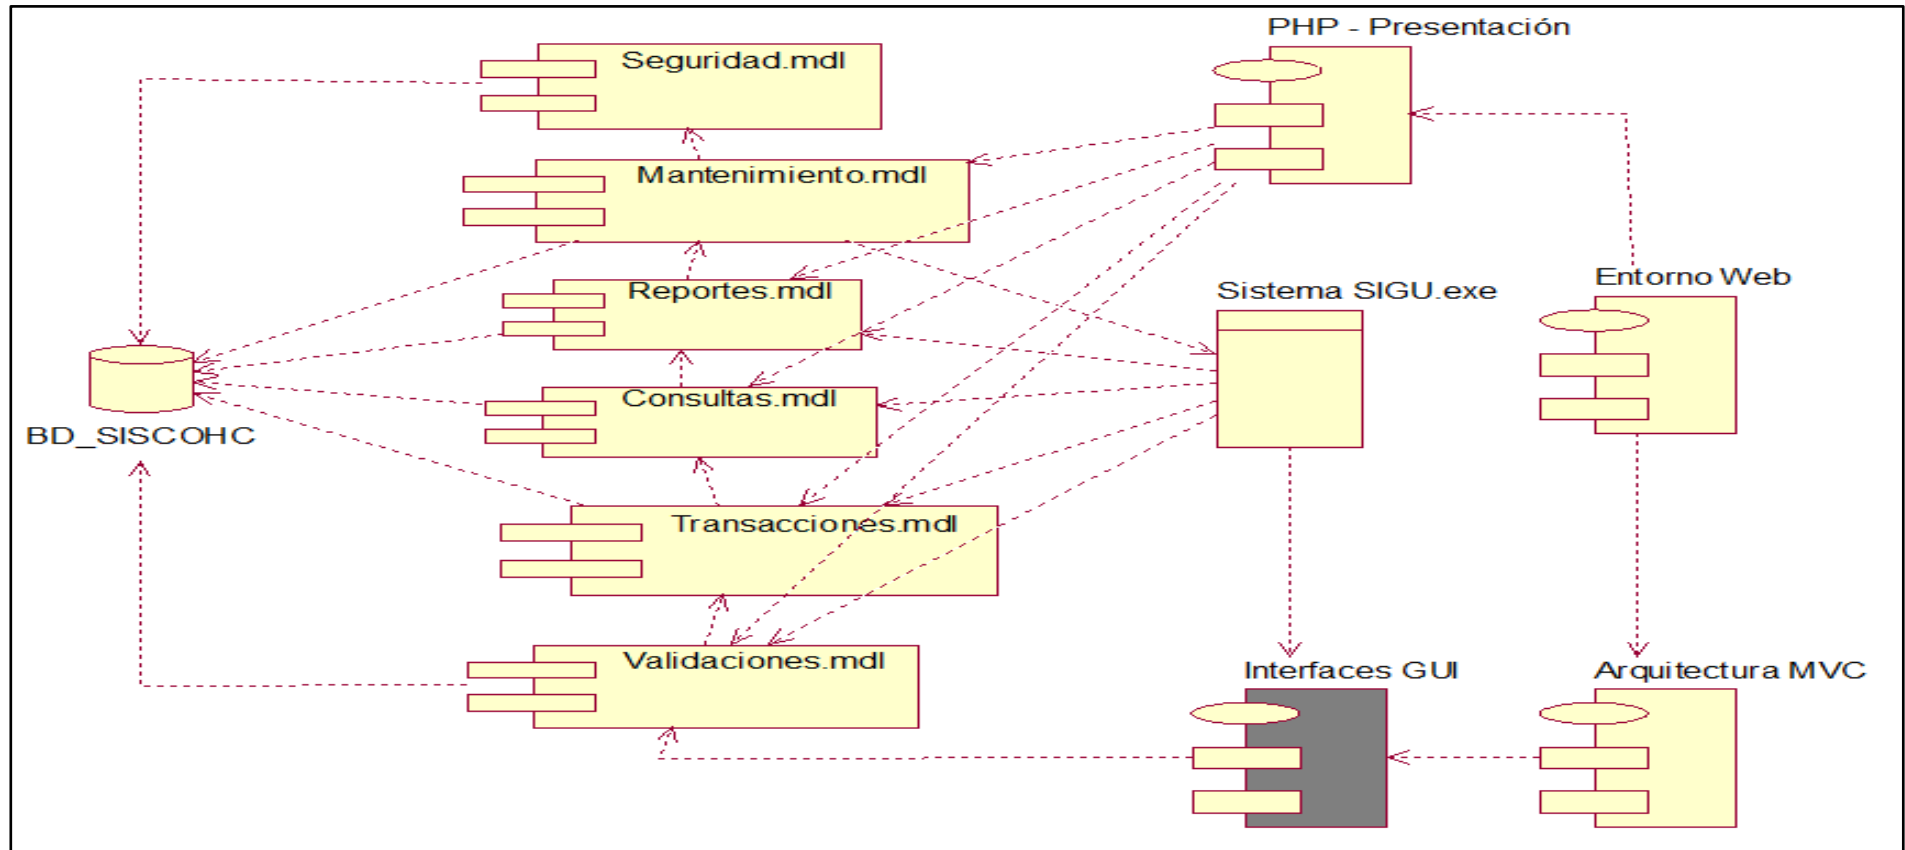 PHP - Presentación
Seguridad.mdl
Mantenimiento.mdl
Reportes.mdl
Sistema SIGU.exe
Entorno Web
Consultas.mdl
BD_SISCOHC
Transacciones.mdl
Validaciones.mdl
Interfaces GUI
Arquitectura MVC